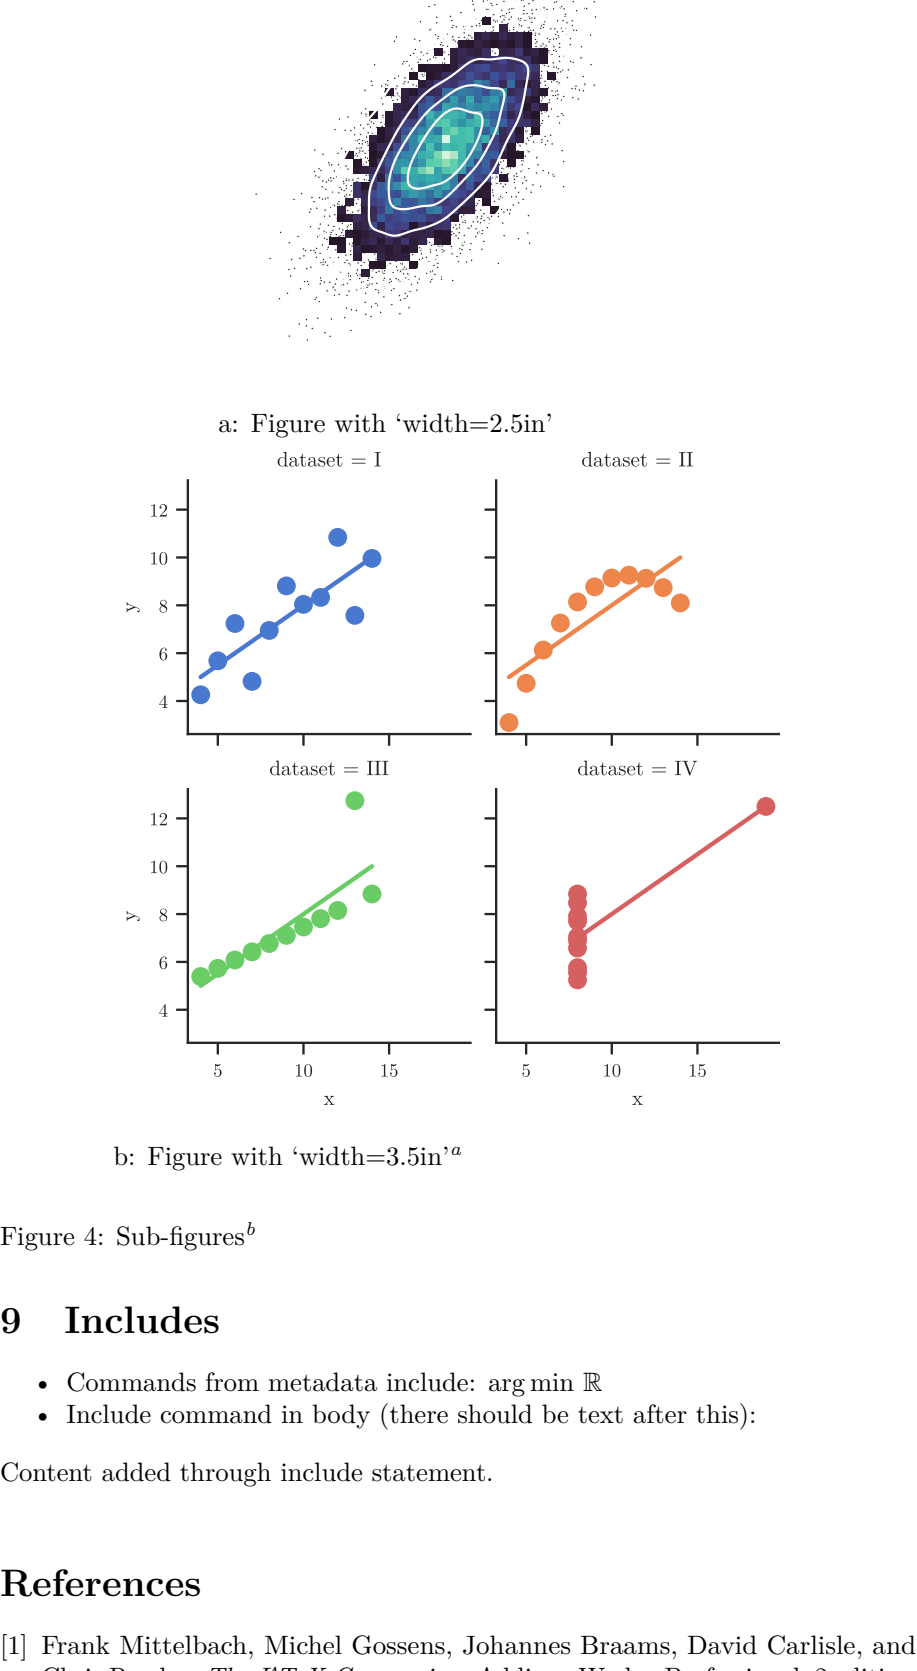 a: Figure with ‘width=2.5in’
dataset = I
dataset = II
12
10
8
6
4
y
dataset = III
dataset = IV
12
10
8
6
4
y
5 10 15
5 10 15
x
x
b: Figure with ‘width=3.5in’a
Figure 4: Sub-figuresb
9 Includes
• Commands from metadata include: arg min ℝ
• Include command in body (there should be text after this):
Content added through include statement.
References
[1] Frank Mittelbach, Michel Gossens, Johannes Braams, David Carlisle, and